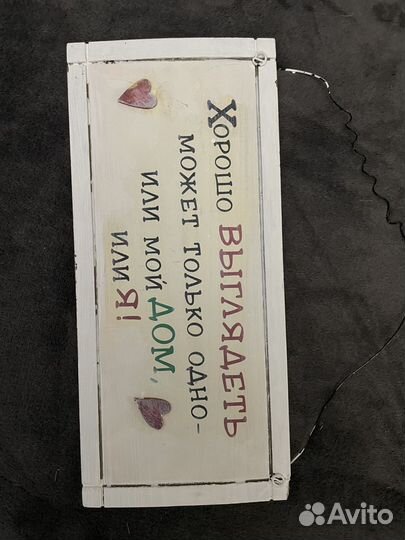 Хорошо ВЫГЛЯДЕТЬ
может только одно-
или мой ДОМ,
или Я!
Avito